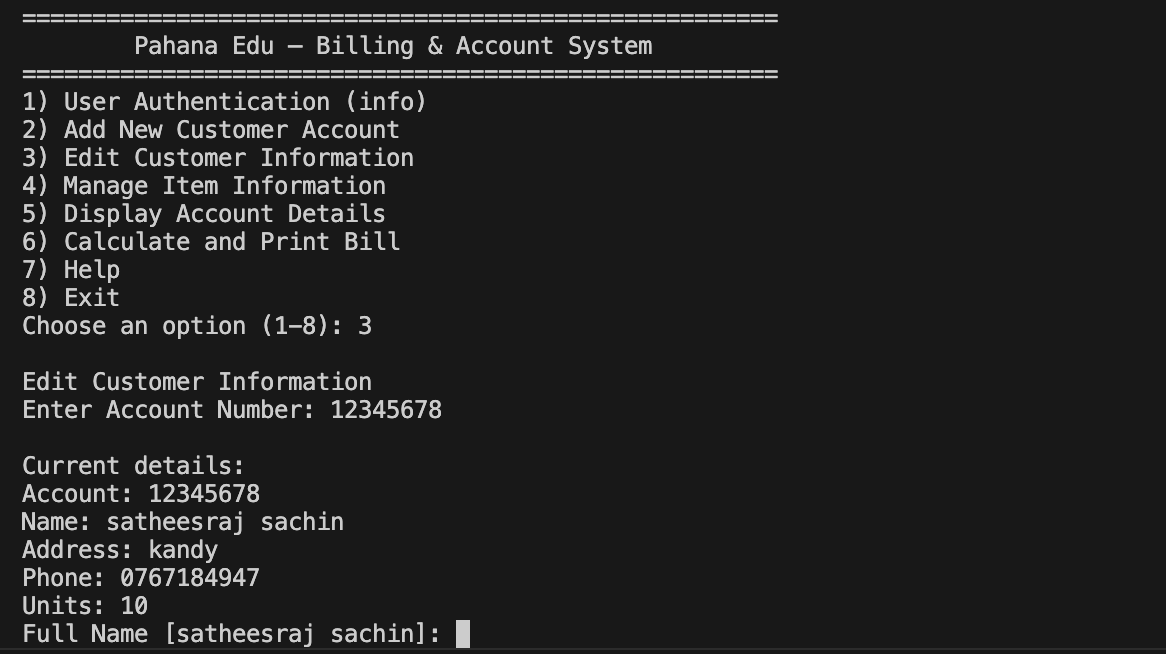 ======================================================
Pahana Edu – Billing & Account System
======================================================
1) User Authentication (info)
2) Add New Customer Account
3) Edit Customer Information
4) Manage Item Information
5) Display Account Details
6) Calculate and Print Bill
7) Help
8) Exit
Choose an option (1–8): 3
Edit Customer Information
Enter Account Number: 12345678
Current details:
Account: 12345678
Name: satheesraj sachin
Address: kandy
Phone: 0767184947
Units: 10
Full Name [satheesraj sachin]: